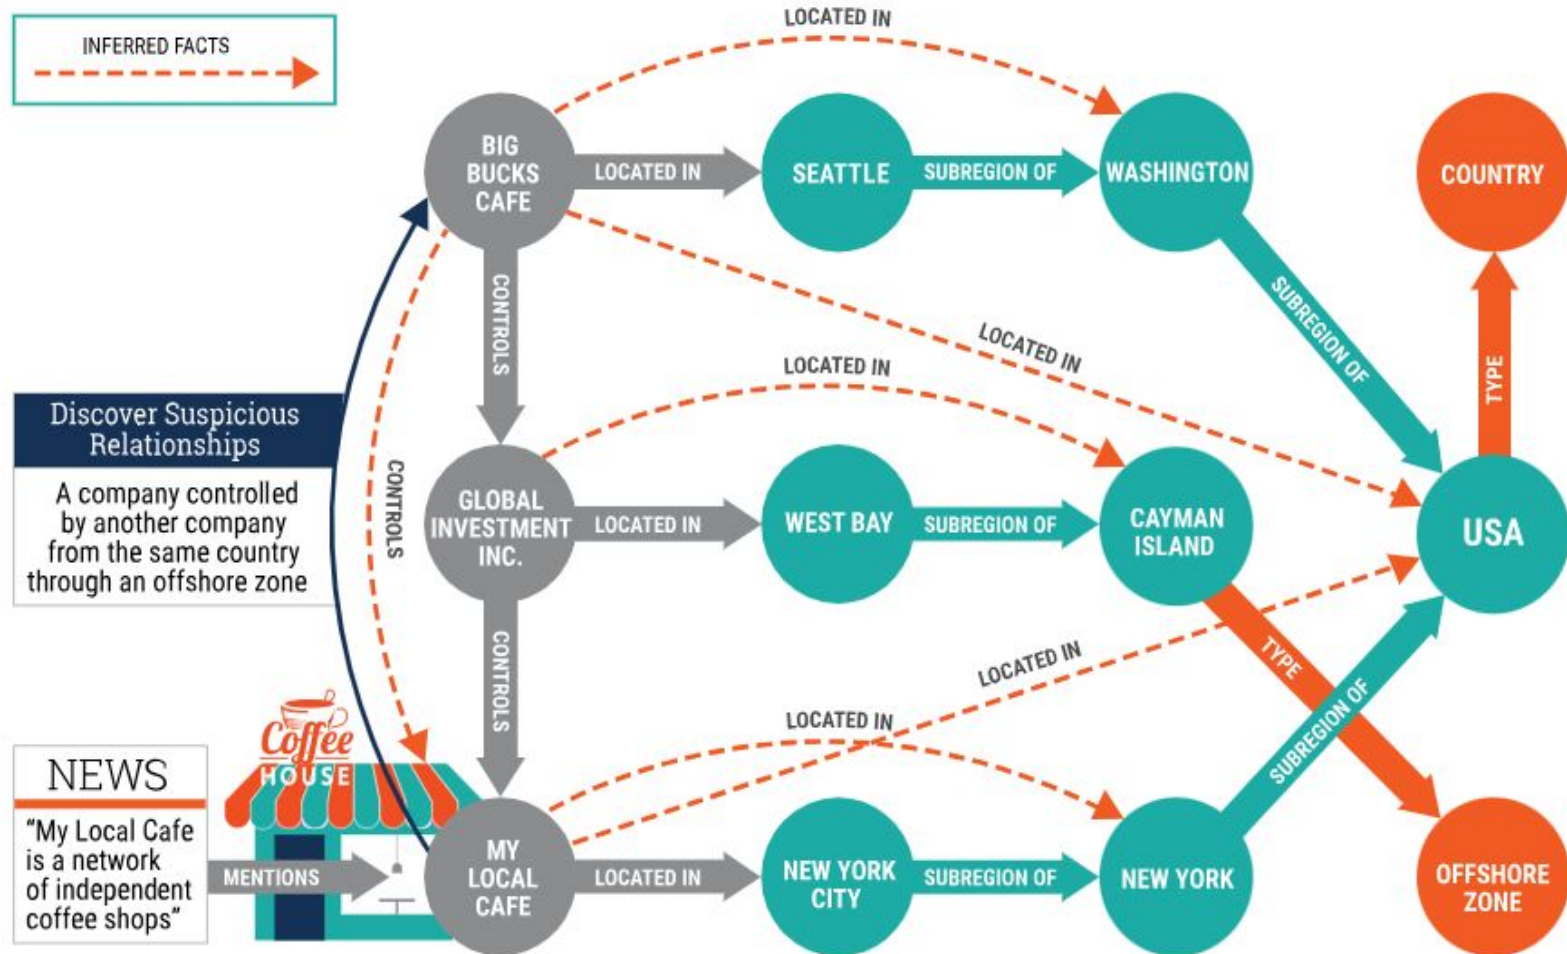 INFERRED FACTS
LOCATED IN
BIG
BUCKS
CAFE
LOCATED IN
SEATTLE
SUBREGION OF
WASHINGTON
COUNTRY
CONTROLS
SUBREGION OF
LOCATED IN
TYPE
LOCATED IN
Discover Suspicious
Relationships
A company controlled
by another company
from the same country
through an offshore zone
CONTROLS
GLOBAL
INVESTMENT
INC.
LOCATED IN
WEST BAY
SUBREGION OF
CAYMAN
ISLAND
USA
CONTROLS
LOCATED IN
TYPE
SUBREGION OF
LOCATED IN
Coffee
HOUSE
NEWS
"My Local Cafe
is a network
of independent
coffee shops"
MENTIONS
MY
LOCAL
CAFE
LOCATED IN
NEW YORK
CITY
SUBREGION OF
NEW YORK
OFFSHORE
ZONE